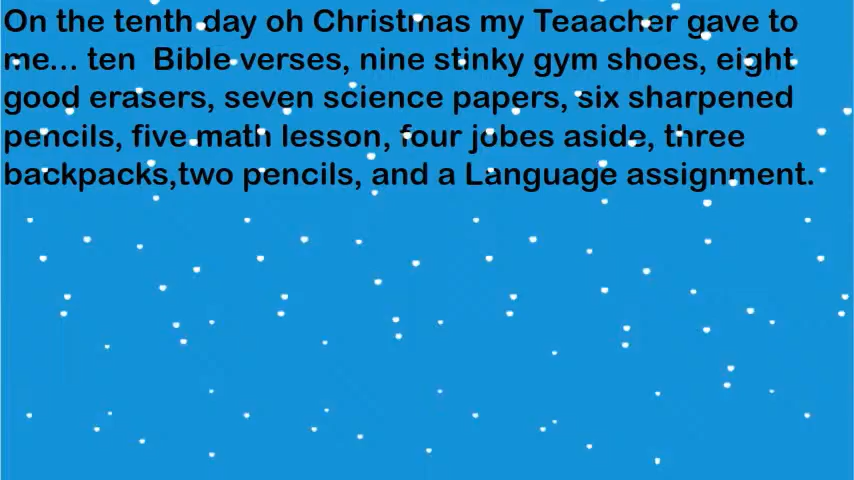 On the tenth day oh Christmas my Teaacher gave to
me... ten Bible verses, nine stinky gym shoes, eight
good erasers, seven science papers, six sharpened
pencils, five math lesson, four jobes aside, three
backpacks,two pencils, and a Language assignment.